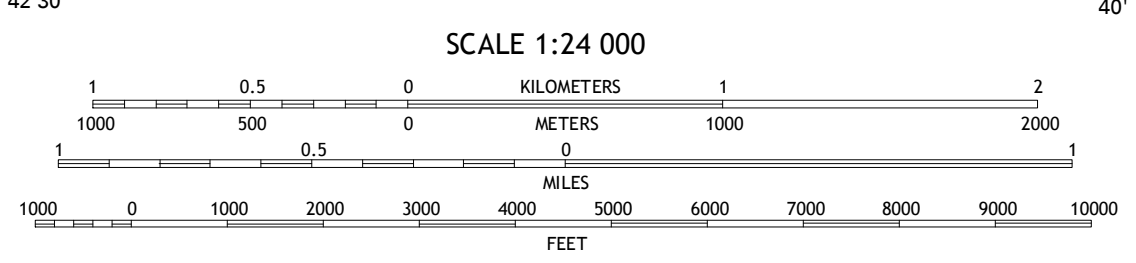 42'30" 40'
SCALE 1:24 000
1 0.5 0 KILOMETERS 1 2
1000 500 0 METERS 1000 2000
1 0.5 0 1
MILES
1000 0 1000 2000 3000 4000 5000 6000 7000 8000 9000 10000
FEET